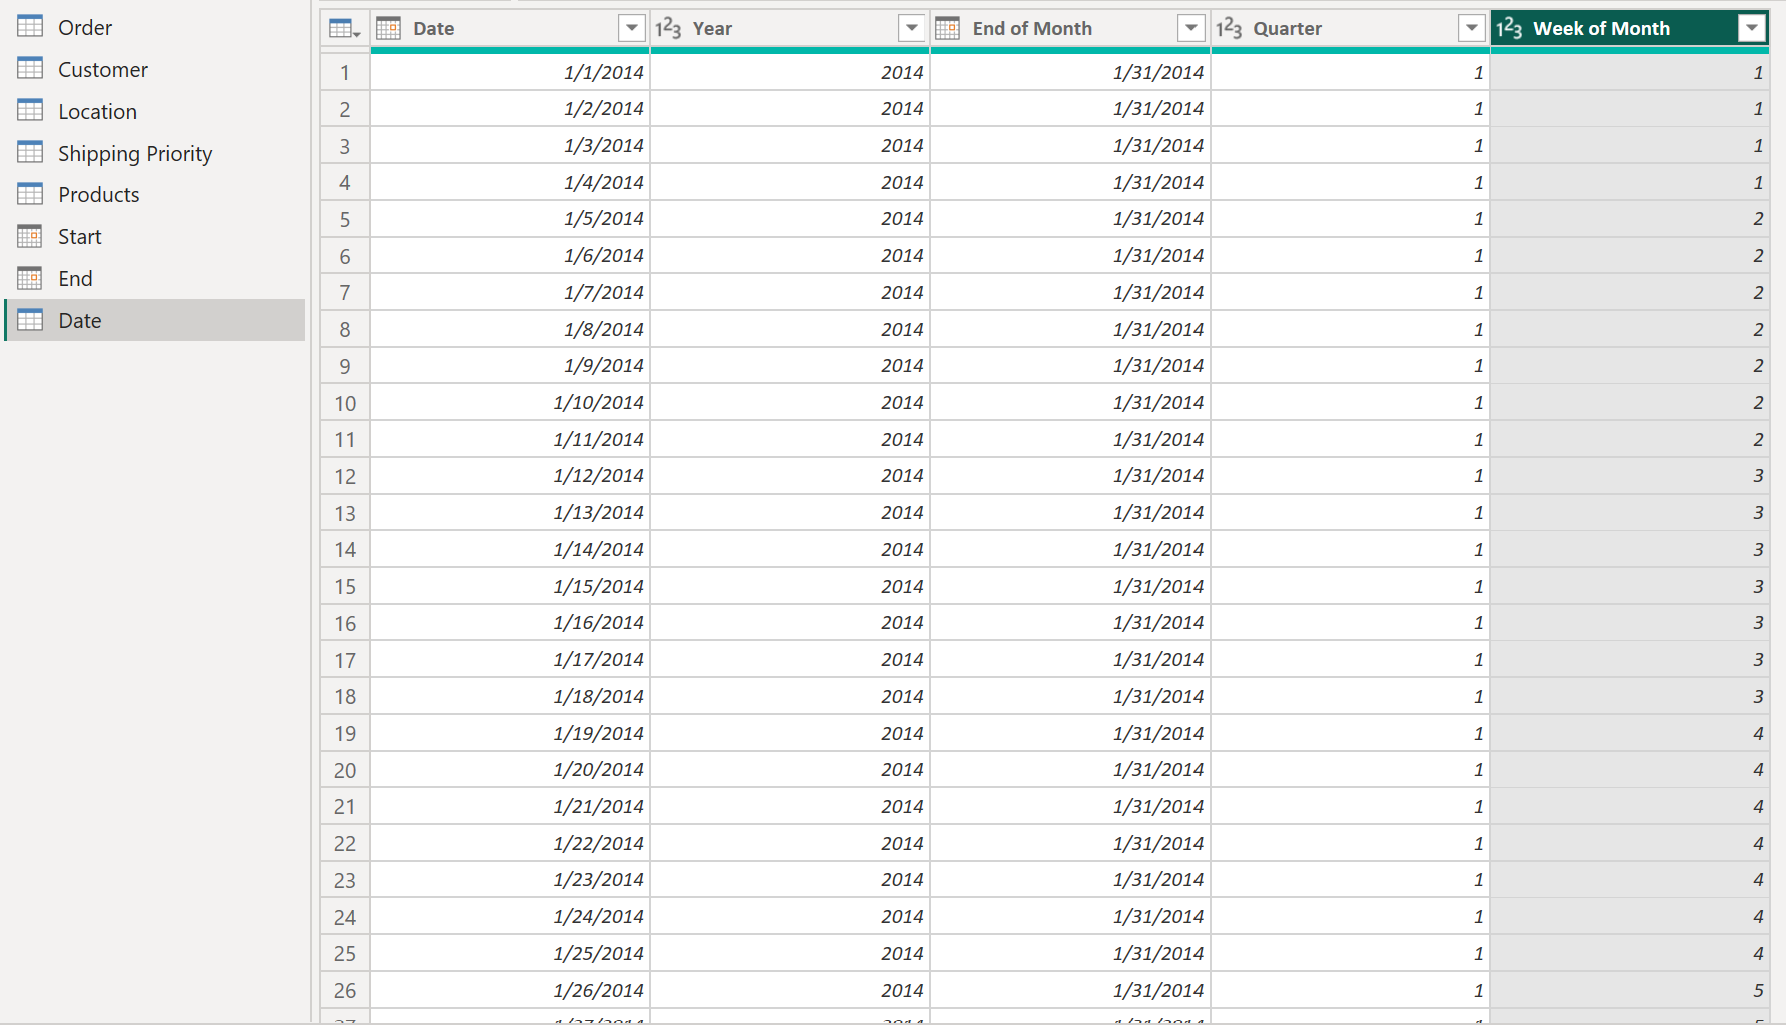 Order
Customer
Location
Shipping Priority
Products
Start
End
Date
Date 1²3 Year End of Month 1²3 Quarter 1²3 Week of Month
1 1/1/2014 2014 1/31/2014 1 1
2 1/2/2014 2014 1/31/2014 1 1
3 1/3/2014 2014 1/31/2014 1 1
4 1/4/2014 2014 1/31/2014 1 1
5 1/5/2014 2014 1/31/2014 1 2
6 1/6/2014 2014 1/31/2014 1 2
7 1/7/2014 2014 1/31/2014 1 2
8 1/8/2014 2014 1/31/2014 1 2
9 1/9/2014 2014 1/31/2014 1 2
10 1/10/2014 2014 1/31/2014 1 2
11 1/11/2014 2014 1/31/2014 1 2
12 1/12/2014 2014 1/31/2014 1 3
13 1/13/2014 2014 1/31/2014 1 3
14 1/14/2014 2014 1/31/2014 1 3
15 1/15/2014 2014 1/31/2014 1 3
16 1/16/2014 2014 1/31/2014 1 3
17 1/17/2014 2014 1/31/2014 1 3
18 1/18/2014 2014 1/31/2014 1 3
19 1/19/2014 2014 1/31/2014 1 4
20 1/20/2014 2014 1/31/2014 1 4
21 1/21/2014 2014 1/31/2014 1 4
22 1/22/2014 2014 1/31/2014 1 4
23 1/23/2014 2014 1/31/2014 1 4
24 1/24/2014 2014 1/31/2014 1 4
25 1/25/2014 2014 1/31/2014 1 4
26 1/26/2014 2014 1/31/2014 1 5